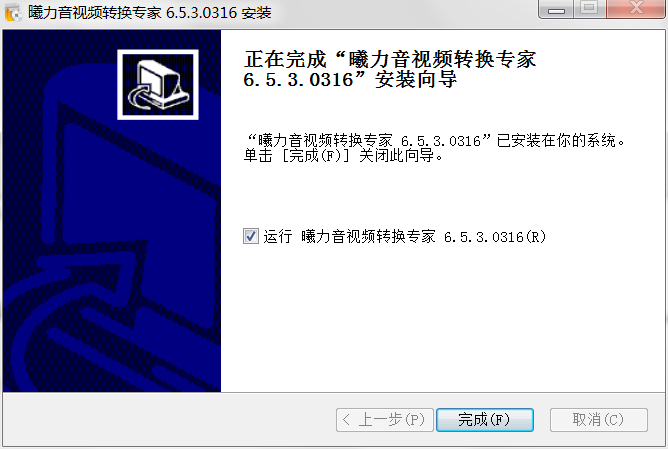 曦力音视频转换专家 6.5.3.0316 安装
正在完成“曦力音视频转换专家
6.5.3.0316”安装向导
“曦力音视频转换专家 6.5.3.0316”已安装在你的系统。
单击 [完成(F)] 关闭此向导。
运行 曦力音视频转换专家 6.5.3.0316(R)
< 上一步(P) 完成(F) 取消(C)